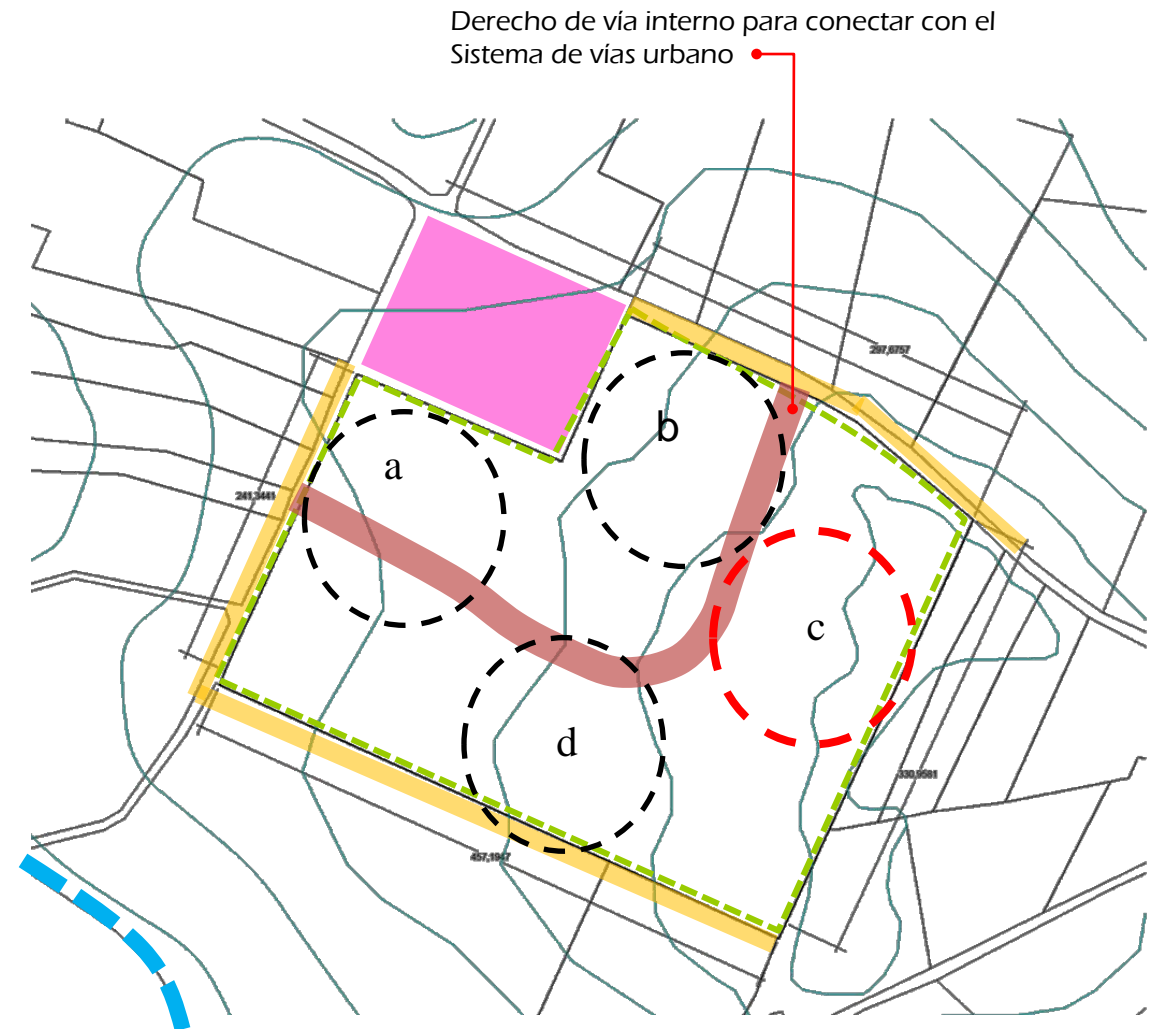 Derecho de vía interno para conectar con el
Sistema de vías urbano
297,6757
b
a
241,3441
c
d
330,9581
457,1947